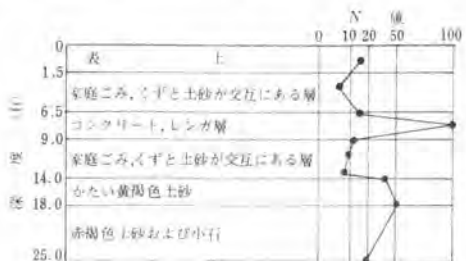 N 値
0 10 20 50 100
0
表 土
1.5
家庭ごみ,くずと土砂が交互にある層
6.5
コンクリート,レンガ層
9.0
家庭ごみ,くずと土砂が交互にある層
14.0
かたい黄褐色土砂
18.0
赤褐色土砂および小石
25.0
深度